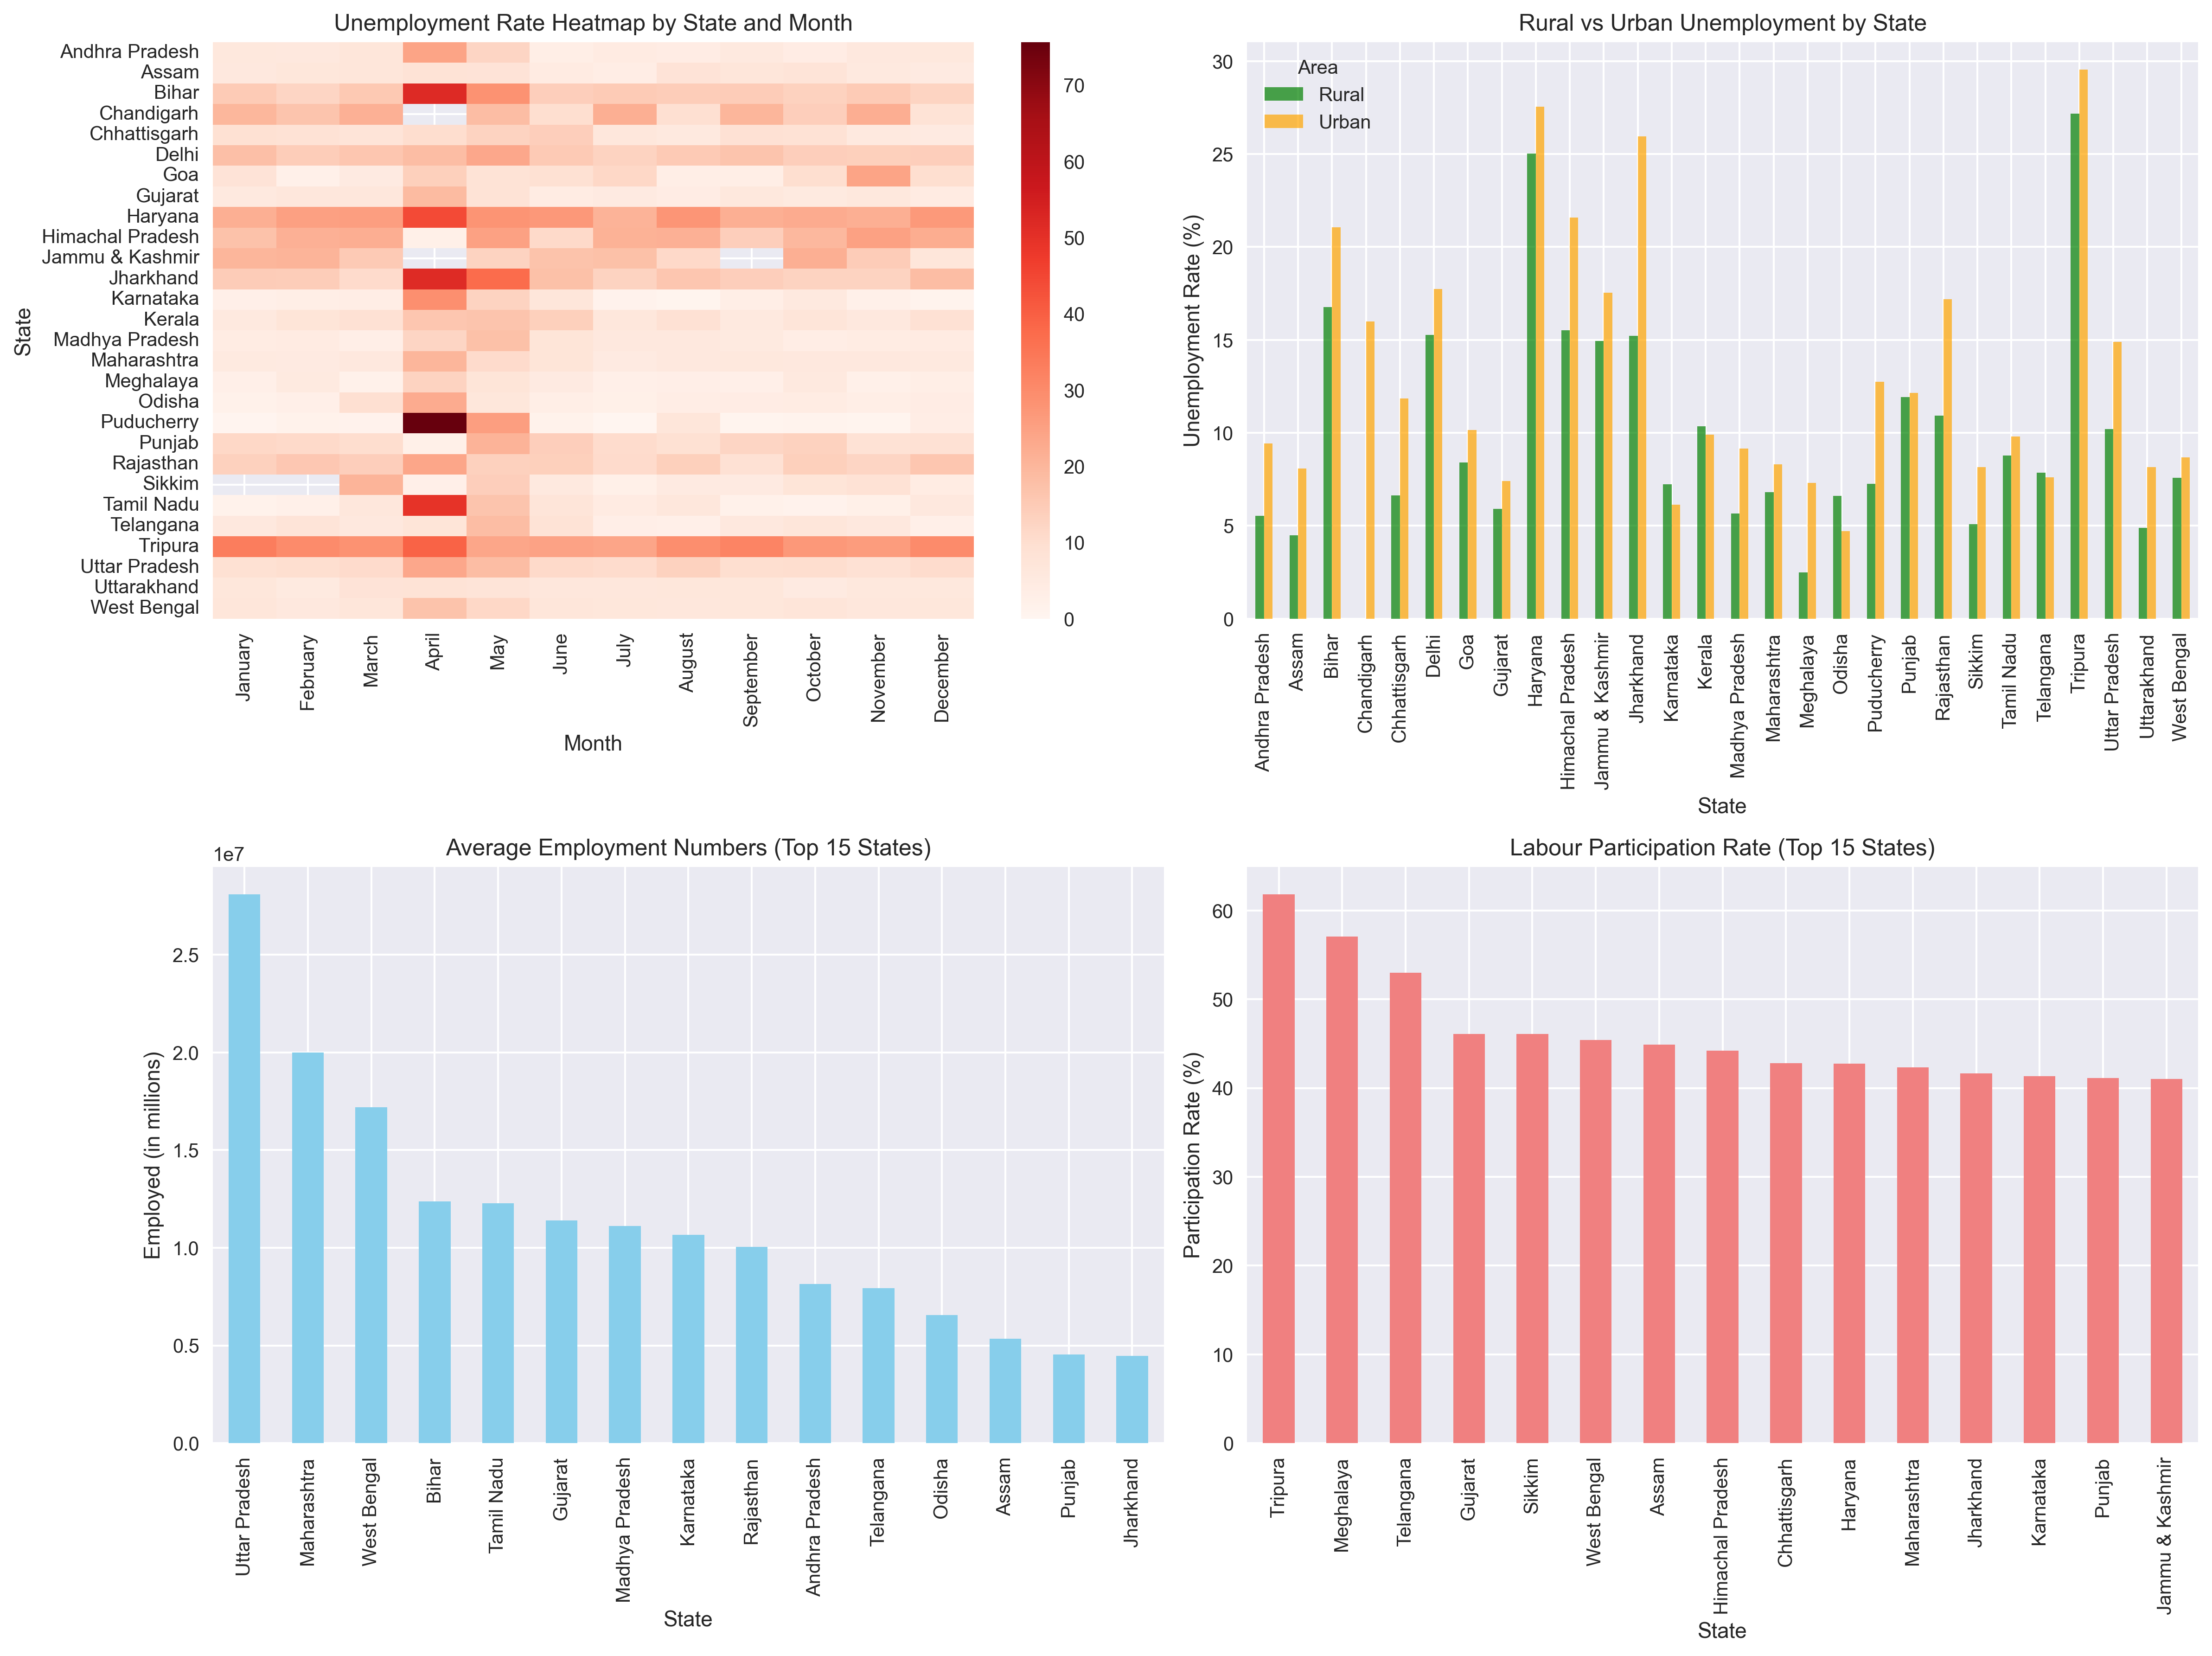 Unemployment Rate Heatmap by State and Month
State
Andhra Pradesh
Assam
Bihar
Chandigarh
Chhattisgarh
Delhi
Goa
Gujarat
Haryana
Himachal Pradesh
Jammu & Kashmir
Jharkhand
Karnataka
Kerala
Madhya Pradesh
Maharashtra
Meghalaya
Odisha
Puducherry
Punjab
Rajasthan
Sikkim
Tamil Nadu
Telangana
Tripura
Uttar Pradesh
Uttarakhand
West Bengal
January
February
March
April
May
June
July
August
September
October
November
December
Month
70
60
50
40
30
20
10
0
Rural vs Urban Unemployment by State
Area
Rural
Urban
Unemployment Rate (%)
30
25
20
15
10
5
0
Andhra Pradesh
Assam
Bihar
Chandigarh
Chhattisgarh
Delhi
Goa
Gujarat
Haryana
Himachal Pradesh
Jammu & Kashmir
Jharkhand
Karnataka
Kerala
Madhya Pradesh
Maharashtra
Meghalaya
Odisha
Puducherry
Punjab
Rajasthan
Sikkim
Tamil Nadu
Telangana
Tripura
Uttar Pradesh
Uttarakhand
West Bengal
State
Average Employment Numbers (Top 15 States)
1e7
Employed (in millions)
2.5
2.0
1.5
1.0
0.5
0.0
Uttar Pradesh
Maharashtra
West Bengal
Bihar
Tamil Nadu
Gujarat
Madhya Pradesh
Karnataka
Rajasthan
Andhra Pradesh
Telangana
Odisha
Assam
Punjab
Jharkhand
State
Labour Participation Rate (Top 15 States)
Participation Rate (%)
60
50
40
30
20
10
0
Tripura
Meghalaya
Telangana
Gujarat
Sikkim
West Bengal
Assam
Himachal Pradesh
Chhattisgarh
Haryana
Maharashtra
Jharkhand
Karnataka
Punjab
Jammu & Kashmir
State